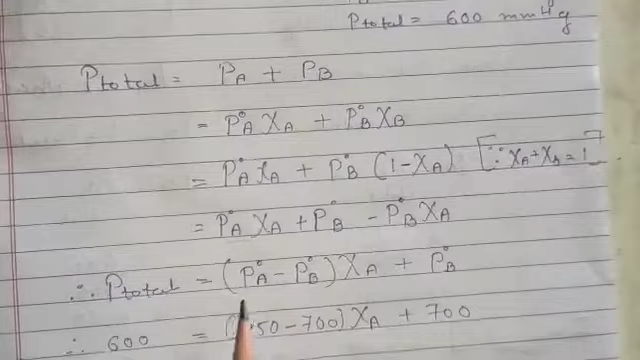 Ptotal = 600 mmHg
Ptotal = PA + PB
= P°A XA + P°B XB
= P°A XA + P°B (1-XA) [∵ XA+XB=1]
= P°A XA + P°B - P°B XA
∴ Ptotal = (P°A - P°B) XA + P°B
∴ 600 = ( 50-700) XA + 700